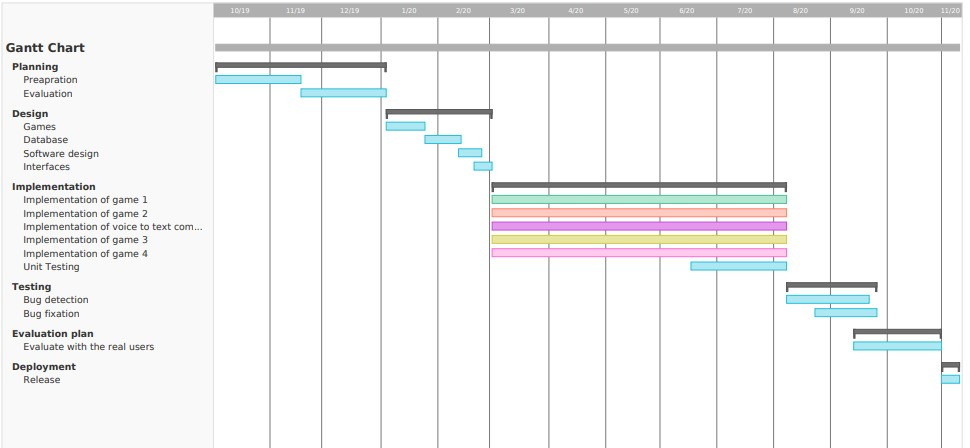 10/19 11/19 12/19 1/20 2/20 3/20 4/20 5/20 6/20 7/20 8/20 9/20 10/20 11/20
Gantt Chart
Planning
Preapration
Evaluation
Design
Games
Database
Software design
Interfaces
Implementation
Implementation of game 1
Implementation of game 2
Implementation of voice to text com...
Implementation of game 3
Implementation of game 4
Unit Testing
Testing
Bug detection
Bug fixation
Evaluation plan
Evaluate with the real users
Deployment
Release